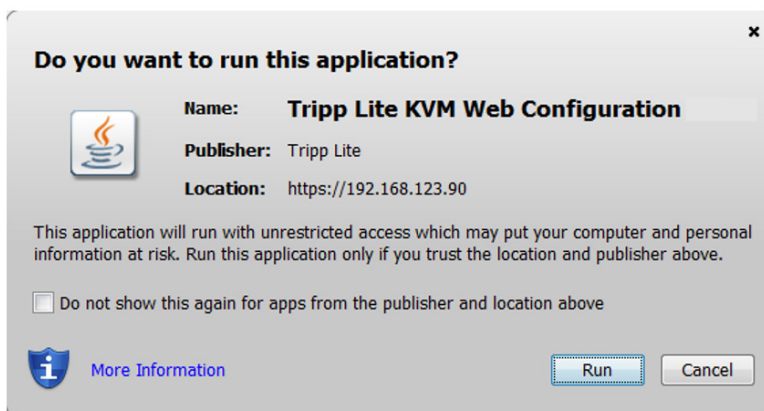 Do you want to run this application?
Name: Tripp Lite KVM Web Configuration
Publisher: Tripp Lite
Location: https://192.168.123.90
This application will run with unrestricted access which may put your computer and personal
information at risk. Run this application only if you trust the location and publisher above.
Do not show this again for apps from the publisher and location above
More Information
Run
Cancel